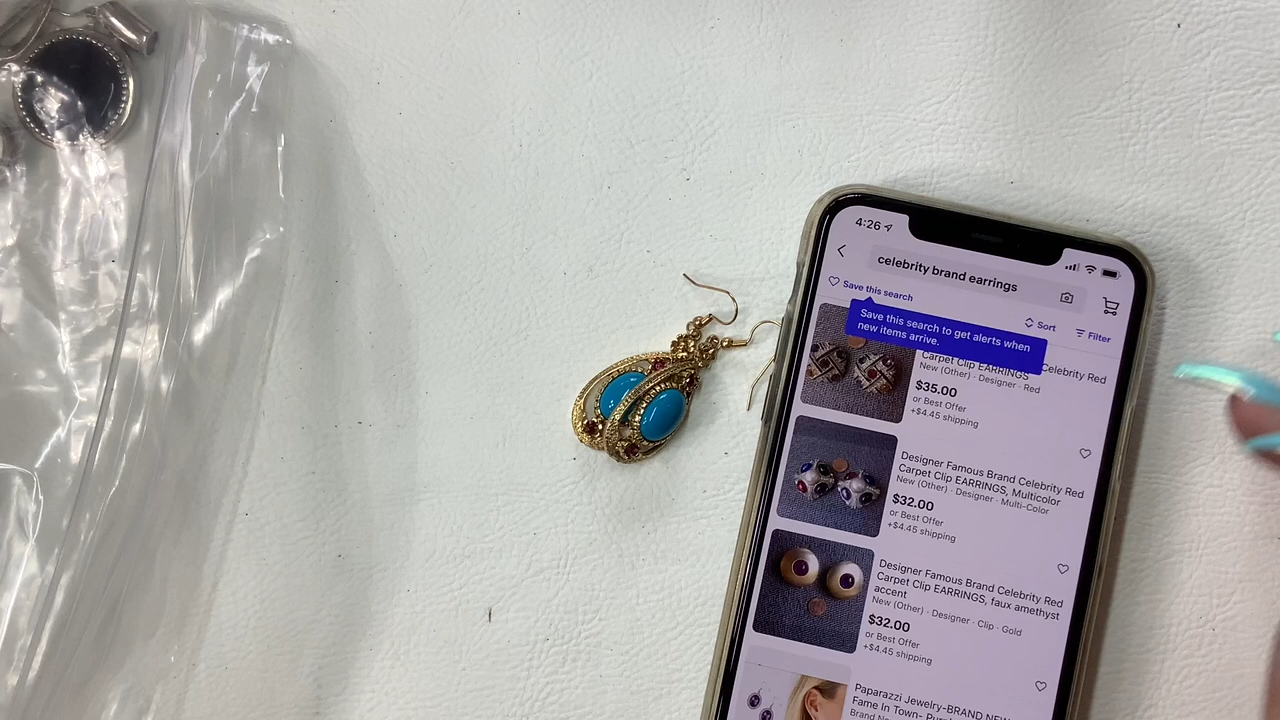 4:26
celebrity brand earrings
Save this search
Save this search to get alerts when
new items arrive.
Sort
Filter
Celebrity Red
Carpet Clip EARRINGS
New (Other) · Designer · Red
$35.00
or Best Offer
+$4.45 shipping
Designer Famous Brand Celebrity Red
Carpet Clip EARRINGS, Multicolor
New (Other) · Designer · Multi-Color
$32.00
or Best Offer
+$4.45 shipping
Designer Famous Brand Celebrity Red
Carpet Clip EARRINGS, faux amethyst
accent
New (Other) · Designer · Clip · Gold
$32.00
or Best Offer
+$4.45 shipping
Paparazzi Jewelry-BRAND NEW
Fame In Town-
Brand